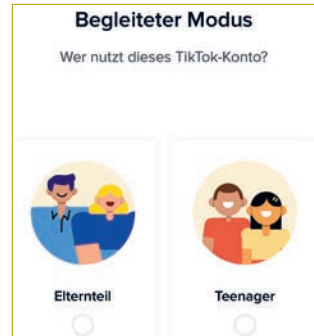 Begleiteter Modus
Wer nutzt dieses TikTok-Konto?
Elternteil
Teenager